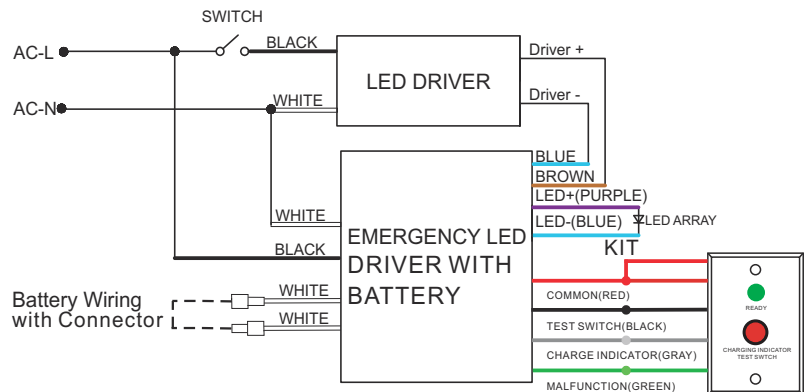 SWITCH
AC-L
BLACK
LED DRIVER
Driver +
AC-N
WHITE
Driver -
BLUE
BROWN
LED+(PURPLE)
WHITE
LED-(BLUE)
LED ARRAY
BLACK
EMERGENCY LED
DRIVER WITH
BATTERY
KIT
Battery Wiring
with Connector
WHITE
WHITE
COMMON(RED)
TEST SWITCH(BLACK)
CHARGE INDICATOR(GRAY)
MALFUNCTION(GREEN)
READY
CHARGING INDICATOR
TEST SWTCH